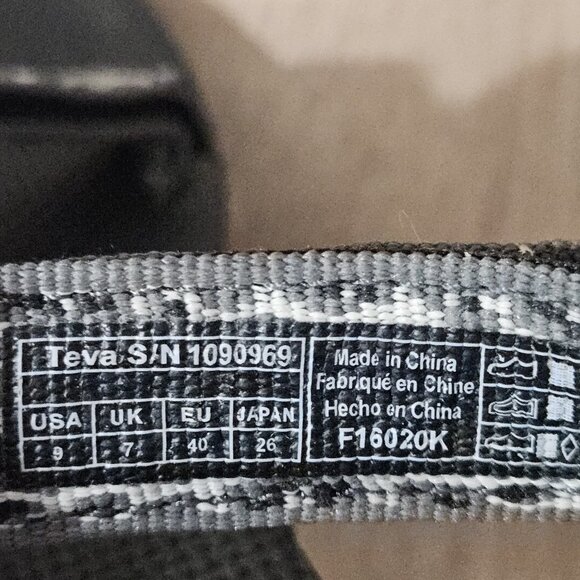 Teva S/N 1090969
USA UK EU JAPAN
9 7 40 26
Made in China
Fabriqué en Chine
Hecho en China
F16020K